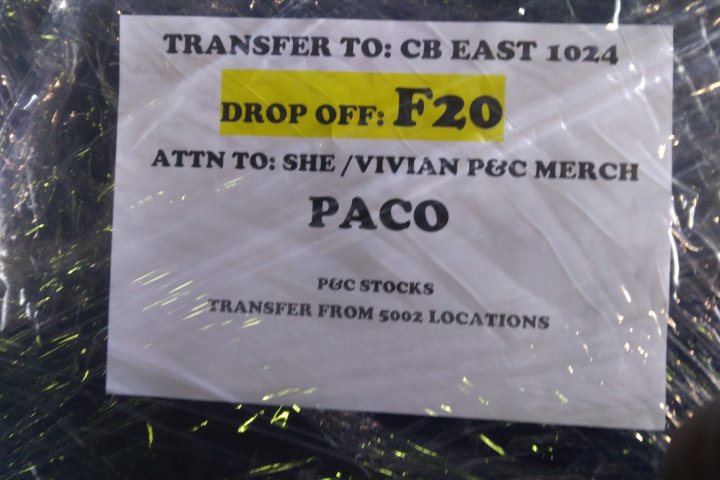 TRANSFER TO: CB EAST 1024
DROP OFF: F20
ATTN TO: SHE /VIVIAN P&C MERCH
PACO
P&C STOCKS
TRANSFER FROM 5002 LOCATIONS